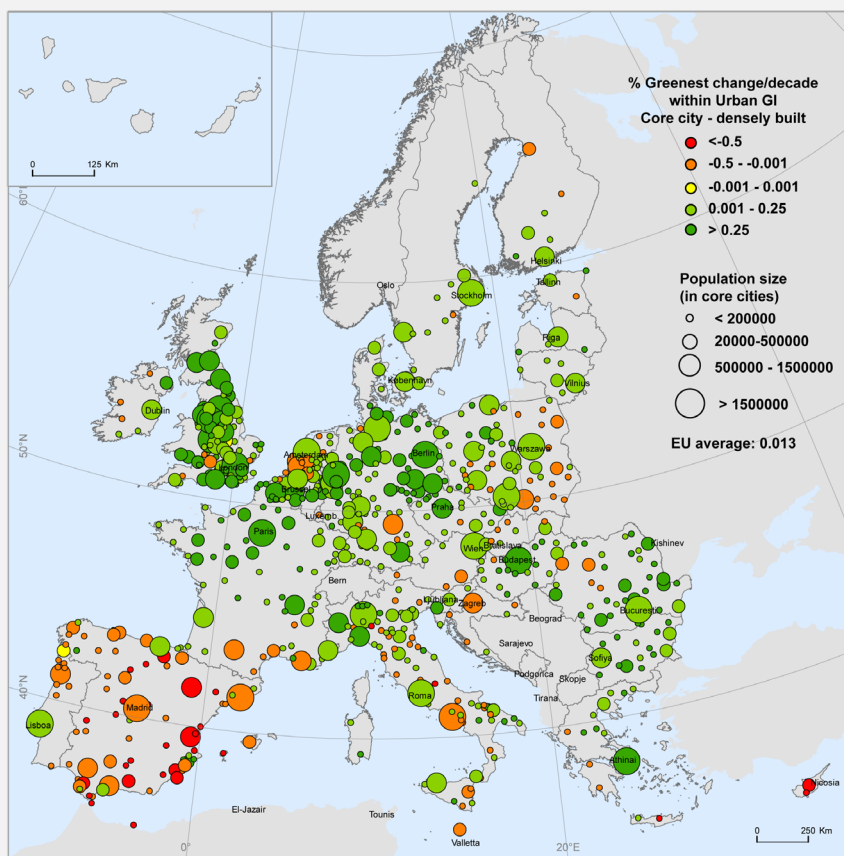 % Greenest change/decade
within Urban GI
Core city - densely built
<-0.5
-0.5 - -0.001
-0.001 - 0.001
0.001 - 0.25
> 0.25
Population size
(in core cities)
< 200000
20000-500000
500000 - 1500000
> 1500000
EU average: 0.013
0 125 Km
60°
50°N
40°N
0°
20°E
0 250 Km
Oslo
Helsinki
Tallinn
Stockholm
Riga
København
Vilnius
Dublin
London
Amsterdam
Berlin
Warszawa
Brussel
Praha
Luxemb
Paris
Wien
Bratislava
Budapest
Kishinev
Bern
Ljubljana
Zagreb
Bucuresti
Beograd
Sarajevo
Sofiya
Podgorica
Skopje
Roma
Tirana
Madrid
Lisboa
Athinai
Nicosia
El-Jazair
Tounis
Valletta